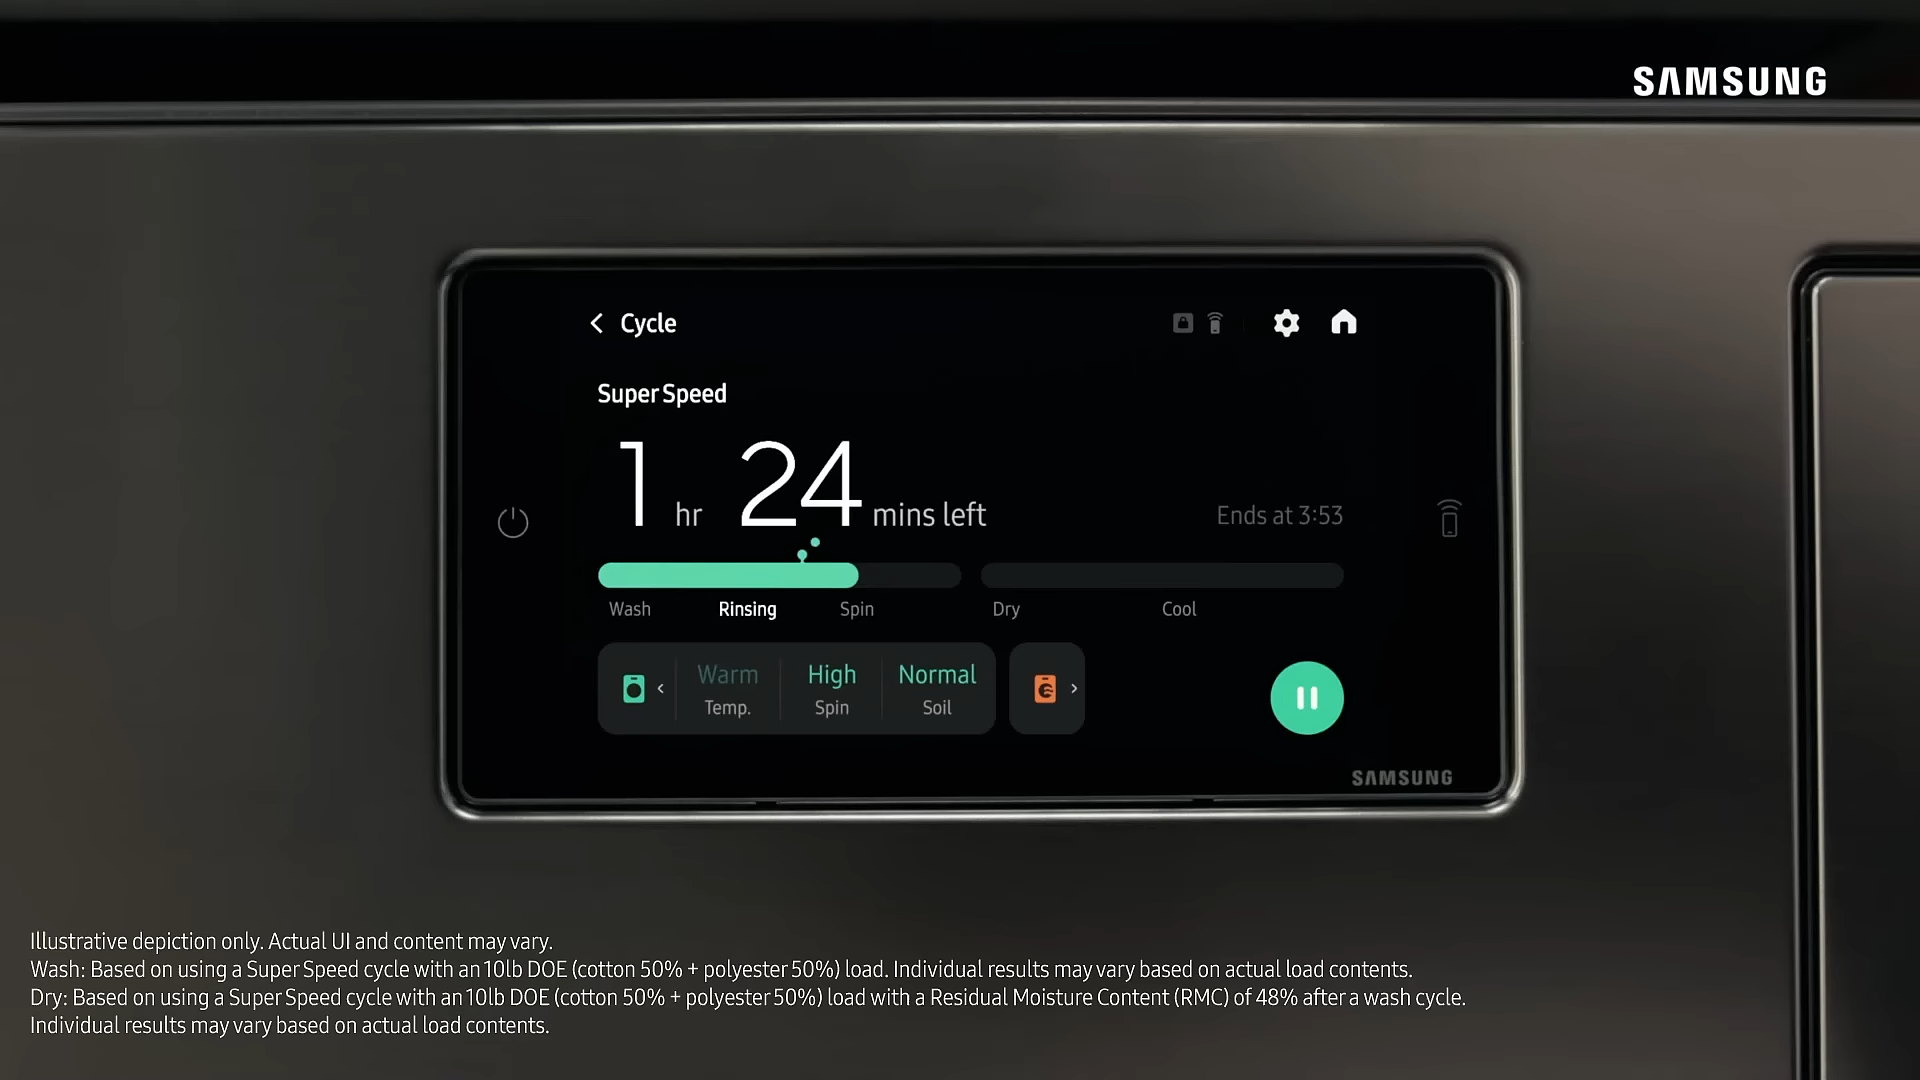 SAMSUNG
Cycle
Super Speed
1 hr 24 mins left
Ends at 3:53
Wash Rinsing Spin Dry Cool
Warm High Normal
Temp. Spin Soil
SAMSUNG
Illustrative depiction only. Actual UI and content may vary.
Wash: Based on using a Super Speed cycle with an 10lb DOE (cotton 50% + polyester 50%) load. Individual results may vary based on actual load contents.
Dry: Based on using a Super Speed cycle with an 10lb DOE (cotton 50% + polyester 50%) load with a Residual Moisture Content (RMC) of 48% after a wash cycle.
Individual results may vary based on actual load contents.